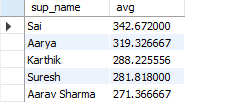 sup_name avg
Sai 342.672000
Aarya 319.326667
Karthik 288.225556
Suresh 281.818000
Aarav Sharma 271.366667